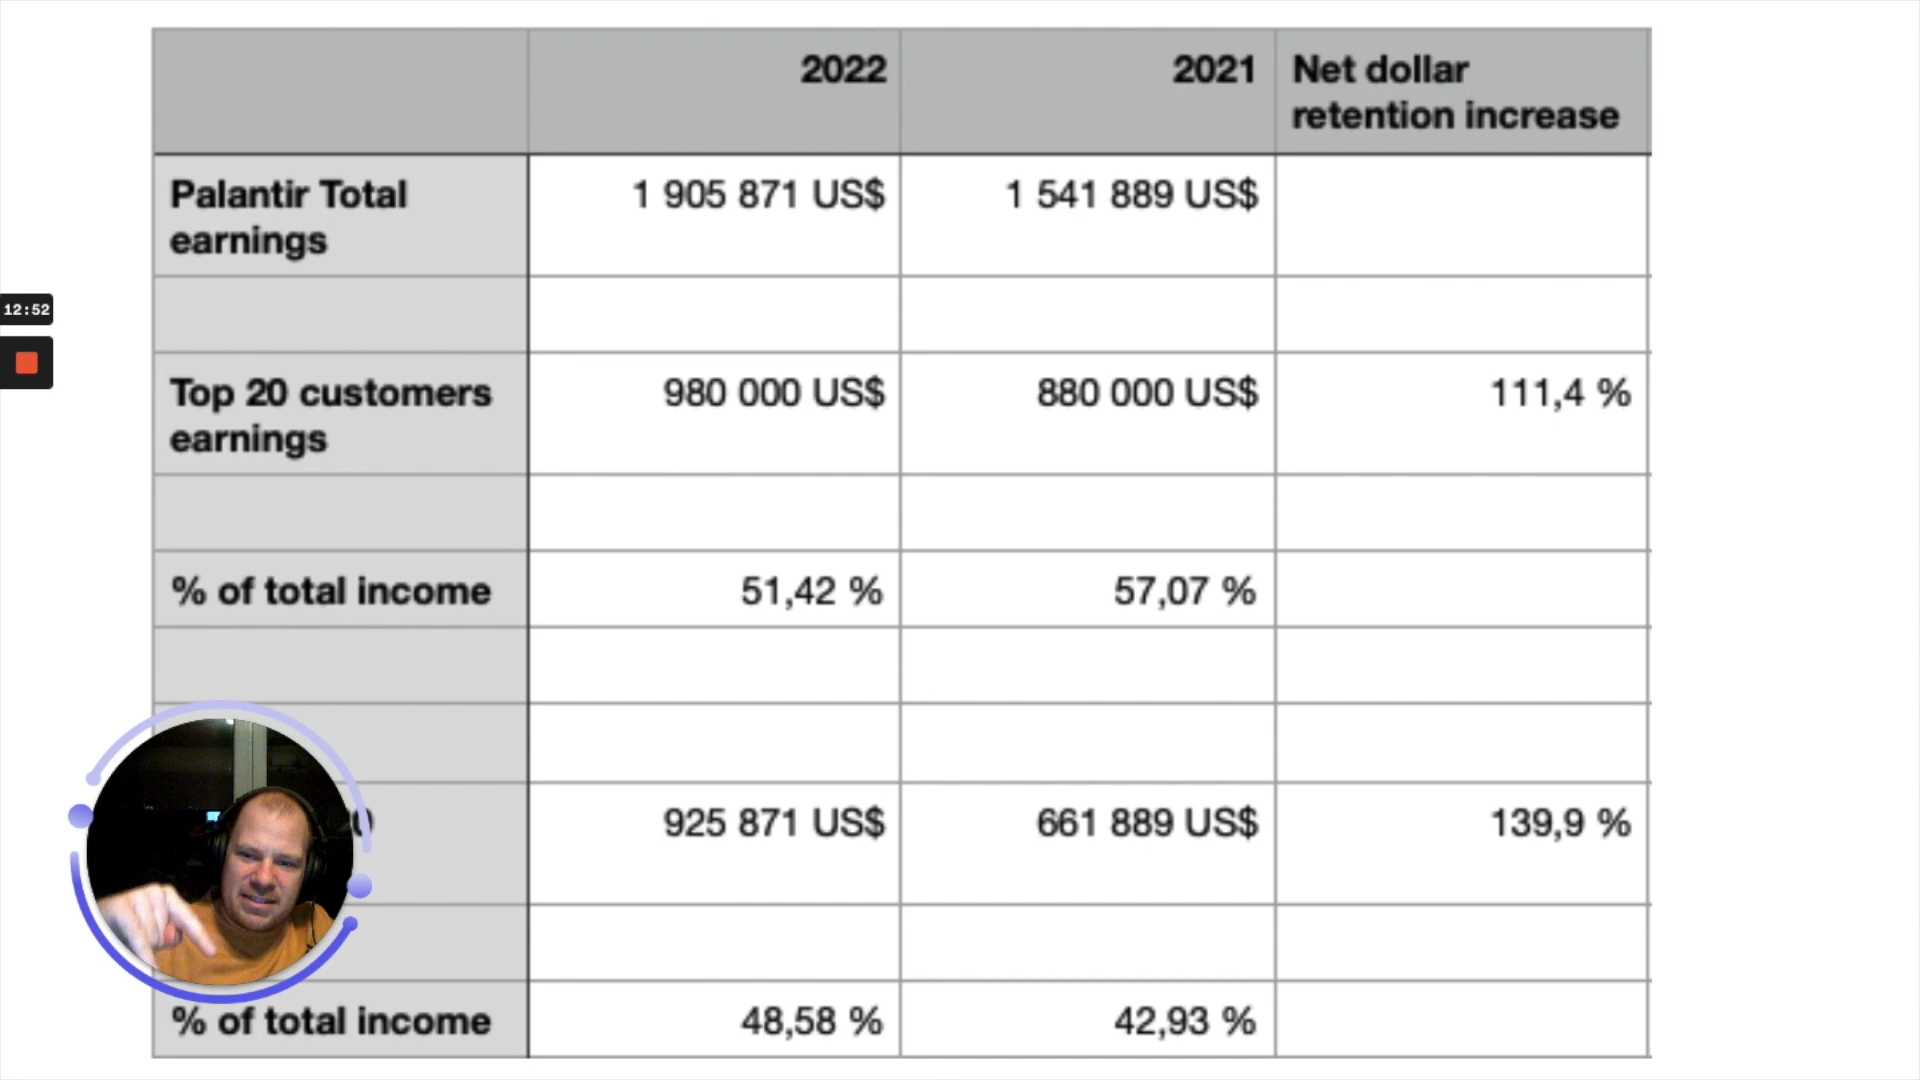 2022 2021 Net dollar
retention increase
Palantir Total 1 905 871 US$ 1 541 889 US$
earnings
12:52
Top 20 customers 980 000 US$ 880 000 US$ 111,4 %
earnings
% of total income 51,42 % 57,07 %
925 871 US$ 661 889 US$ 139,9 %
% of total income 48,58 % 42,93 %